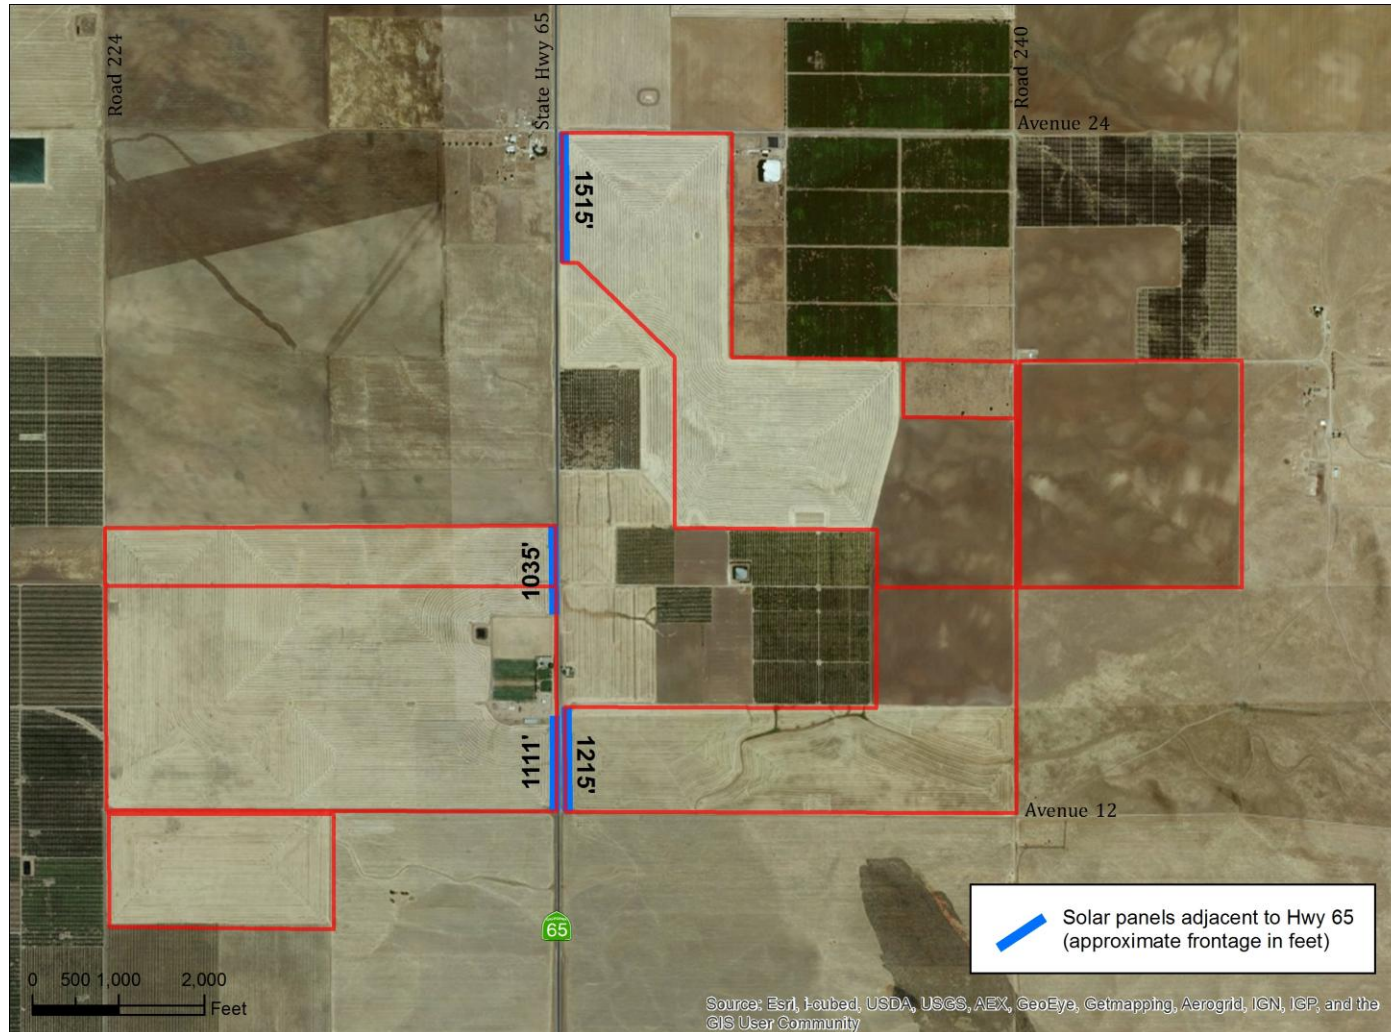 Road 224
State Hwy 65
Road 240
Avenue 24
1515'
1035'
1111'
1215'
Avenue 12
65
Solar panels adjacent to Hwy 65
(approximate frontage in feet)
0 500 1,000 2,000
Feet
Source: Esri, i-cubed, USDA, USGS, AEX, GeoEye, Getmapping, Aerogrid, IGN, IGP, and the
GIS User Community